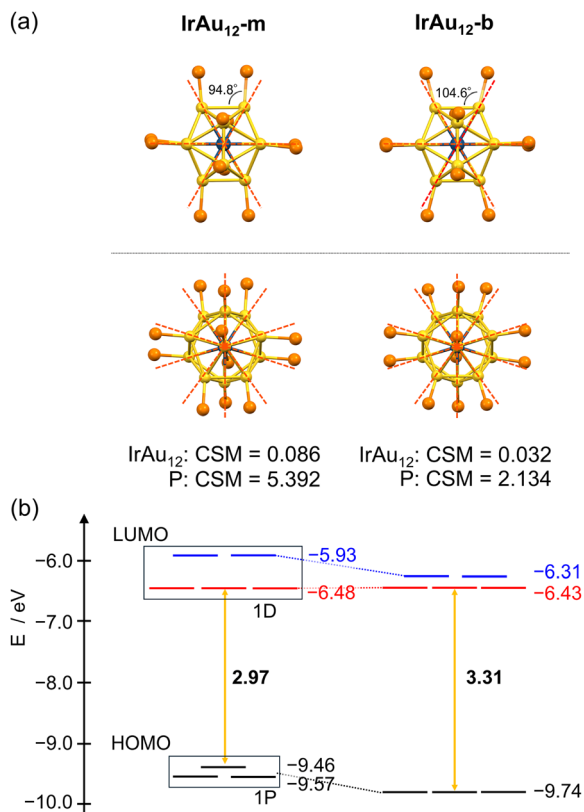 (a)
IrAu₁₂-m IrAu₁₂-b
94.8° 104.6°
IrAu₁₂: CSM = 0.086 IrAu₁₂: CSM = 0.032
P: CSM = 5.392 P: CSM = 2.134
(b)
LUMO
−5.93
−6.0
−6.31
−6.48 −6.43
1D
−7.0
E / eV
2.97 3.31
−8.0
−9.0
HOMO
−9.46
−9.57
−9.74
1P
−10.0